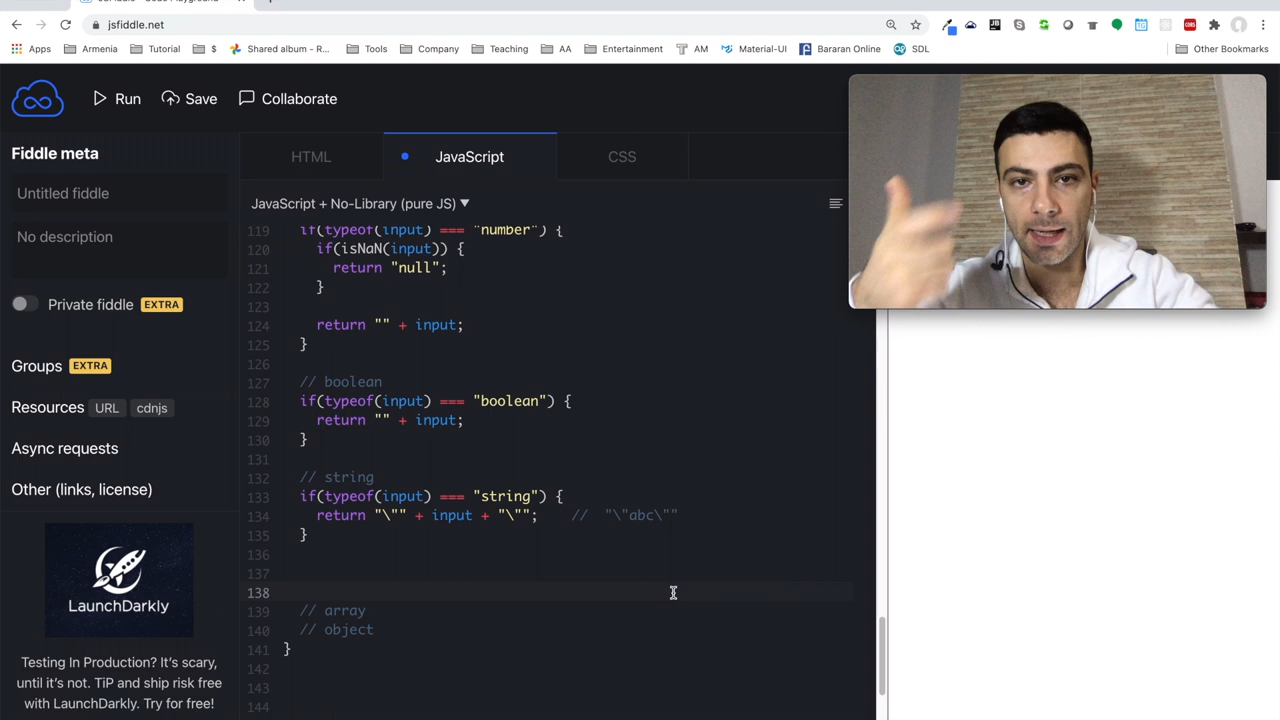 jsfiddle.net
Apps
Armenia
Tutorial
$
Shared album - R...
Tools
Company
Teaching
AA
Entertainment
AM
Material-UI
Bararan Online
SDL
Other Bookmarks
Run
Save
Collaborate
Fiddle meta
Untitled fiddle
No description
Private fiddle EXTRA
Groups EXTRA
Resources URL cdnjs
Async requests
Other (links, license)
LaunchDarkly
Testing In Production? It's scary,
until it's not. TiP and ship risk free
with LaunchDarkly. Try for free!
HTML
JavaScript
CSS
JavaScript + No-Library (pure JS) ▼
119 if(typeof(input) === "number") {
120 if(isNaN(input)) {
121 return "null";
122 }
123
124 return "" + input;
125 }
126
127 // boolean
128 if(typeof(input) === "boolean") {
129 return "" + input;
130 }
131
132 // string
133 if(typeof(input) === "string") {
134 return "\"" + input + "\""; // "\"abc\""
135 }
136
137
138
139 // array
140 // object
141 }
142
143
144